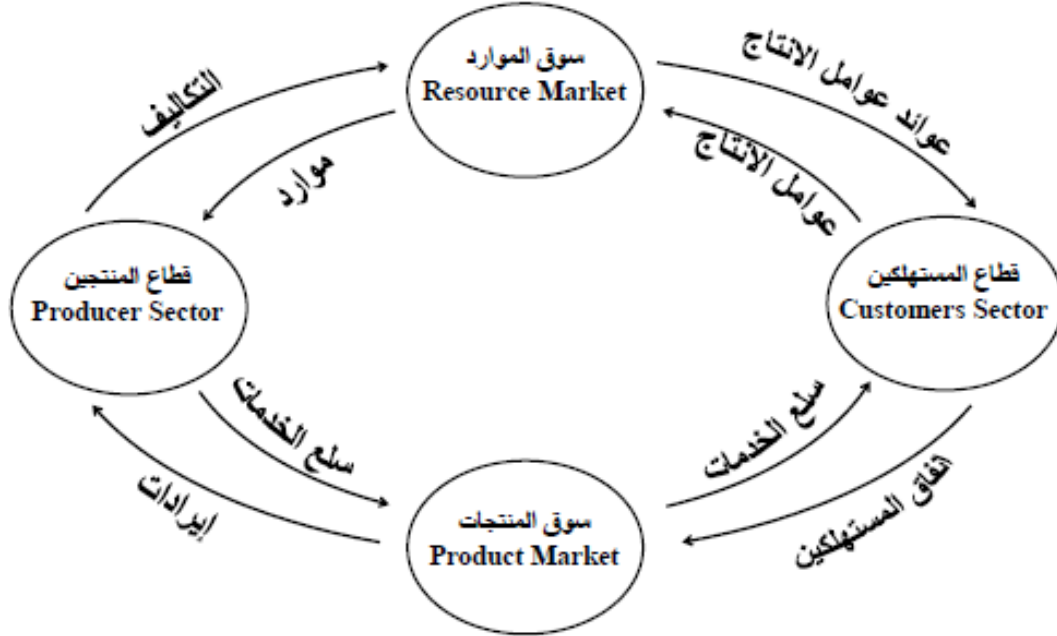 سوق الموارد
Resource Market
التكاليف
موارد
عوائد عوامل الانتاج
عوامل الانتاج
قطاع المنتجين
Producer Sector
قطاع المستهلكين
Customers Sector
سلع الخدمات
إيرادات
سلع الخدمات
انفاق المستهلكين
سوق المنتجات
Product Market